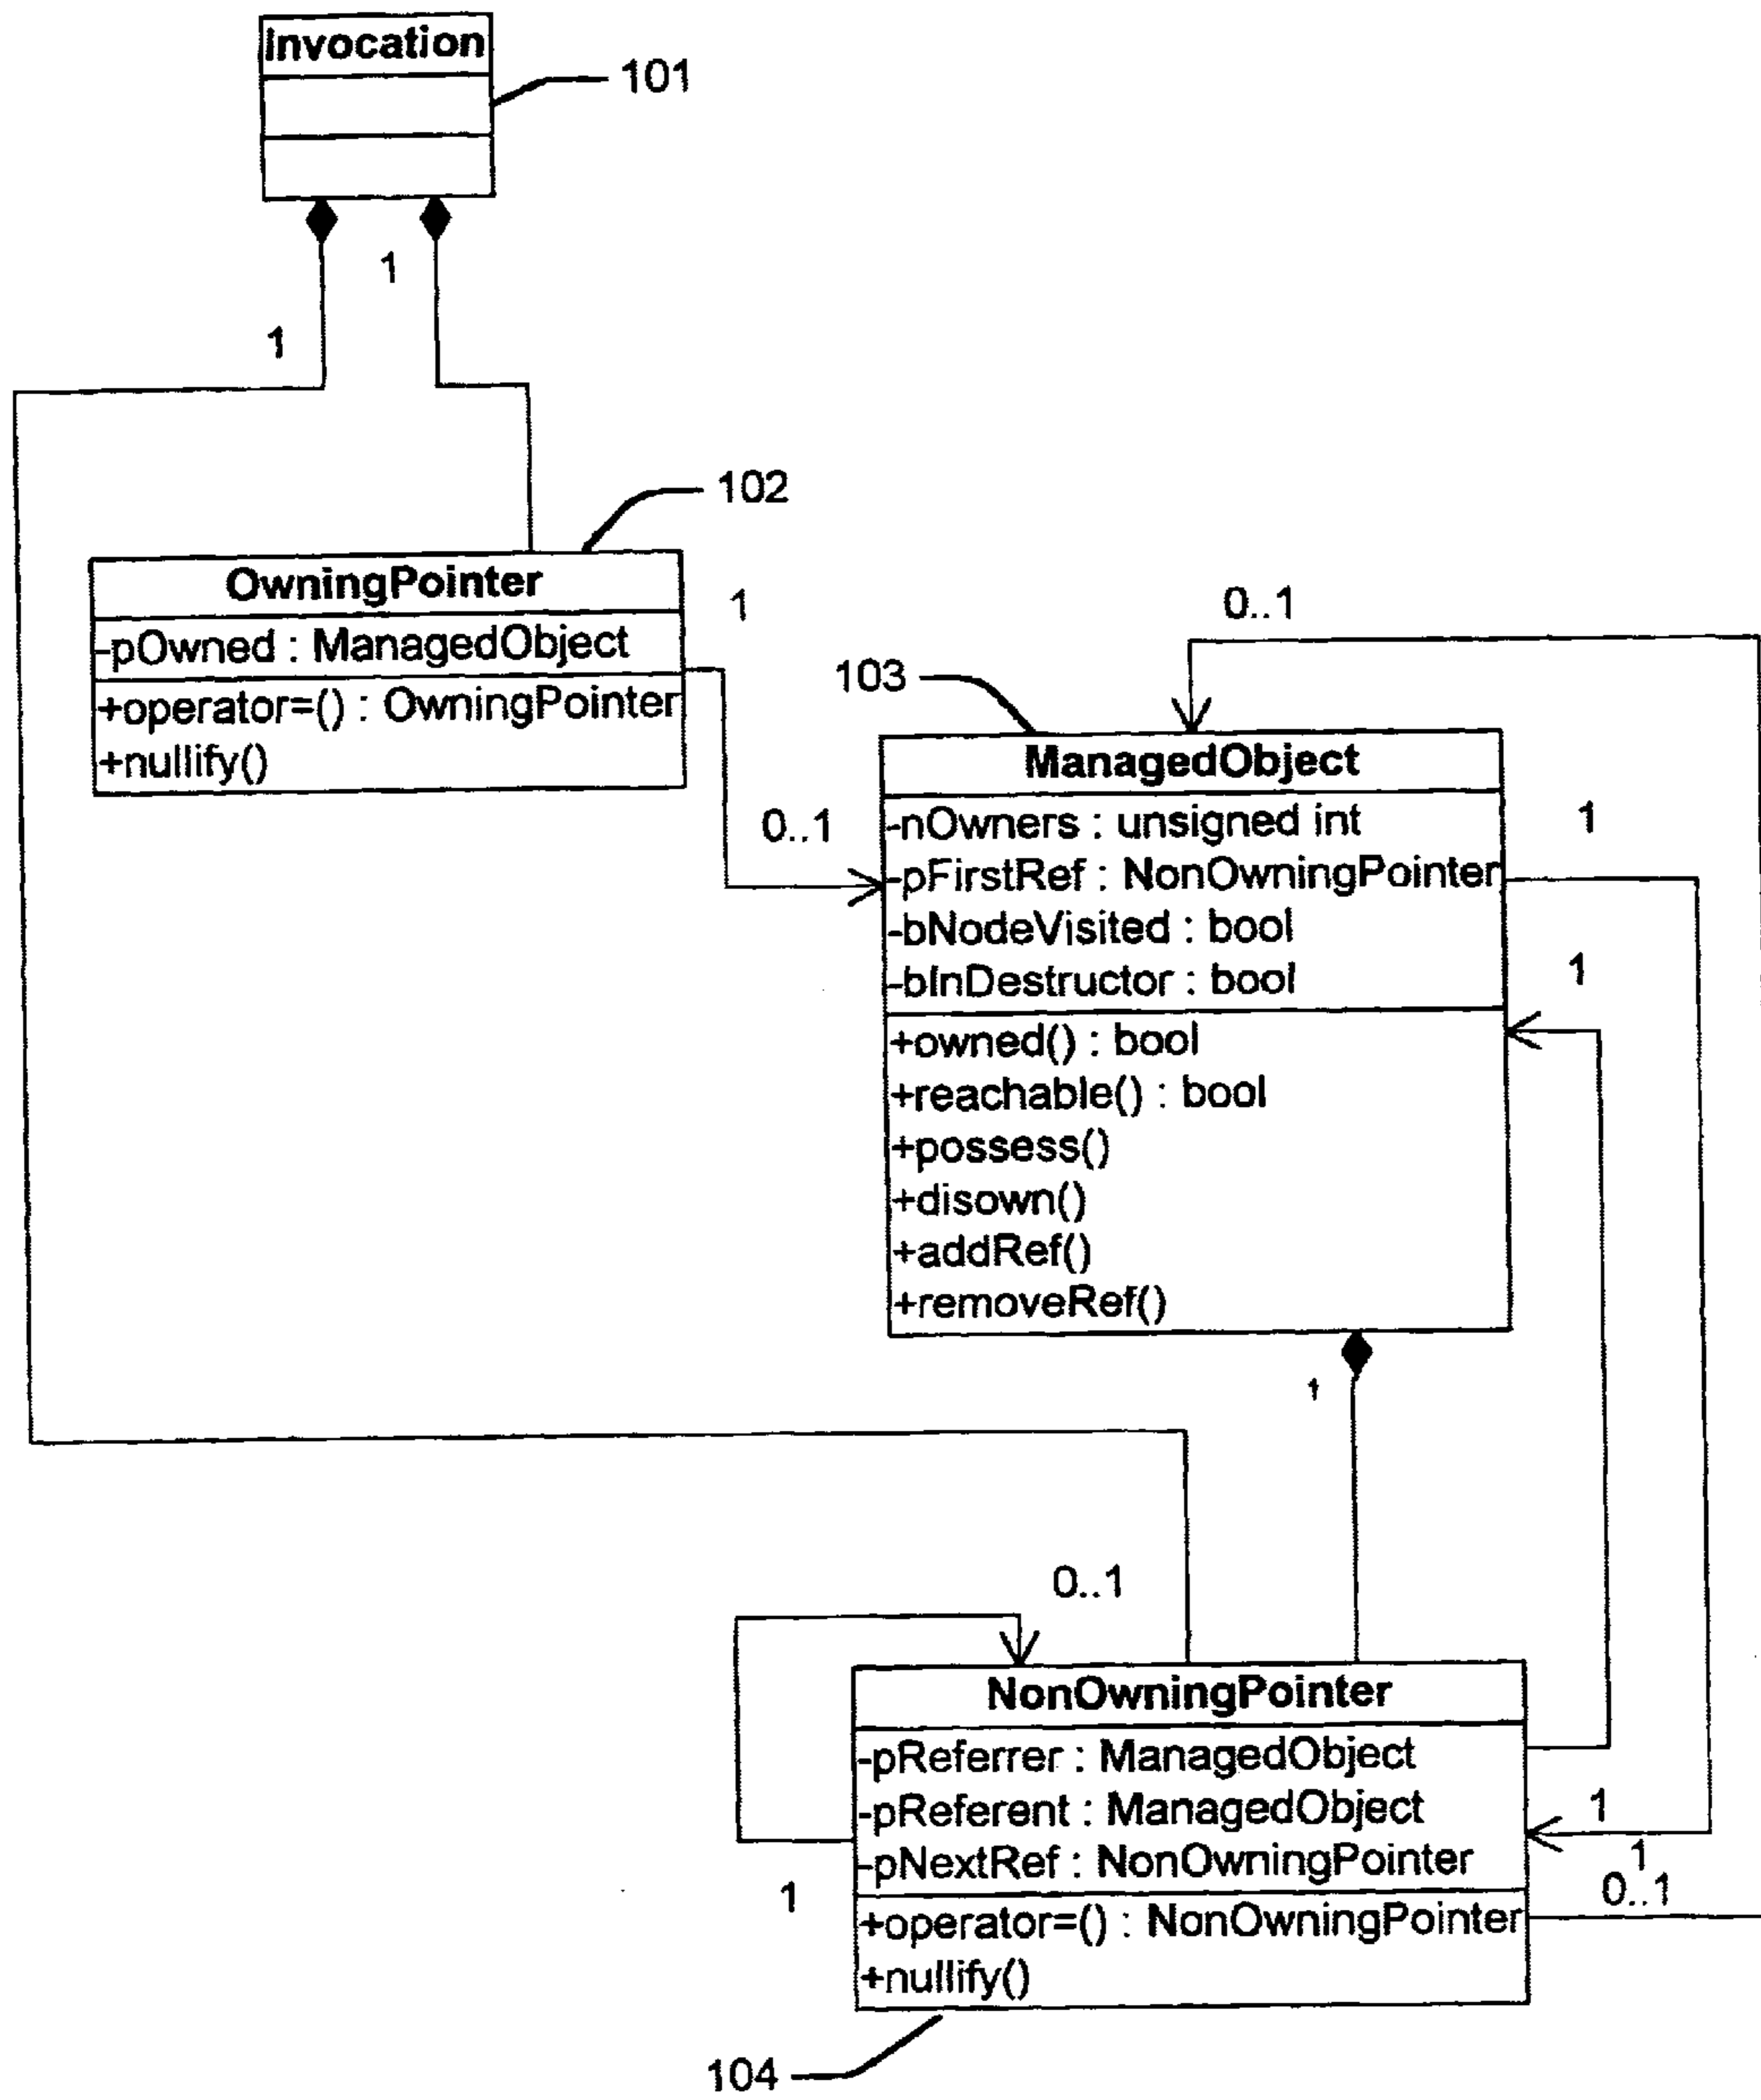 Invocation
101
1
1
102
OwningPointer
-pOwned : ManagedObject
+operator=() : OwningPointer
+nullify()
1
0..1
0..1
103
ManagedObject
-nOwners : unsigned int
-pFirstRef : NonOwningPointer
-bNodeVisited : bool
-bInDestructor : bool
+owned() : bool
+reachable() : bool
+possess()
+disown()
+addRef()
+removeRef()
1
1
1
0..1
NonOwningPointer
-pReferrer : ManagedObject
-pReferent : ManagedObject
-pNextRef : NonOwningPointer
+operator=() : NonOwningPointer
+nullify()
1
1
1
0..1
104